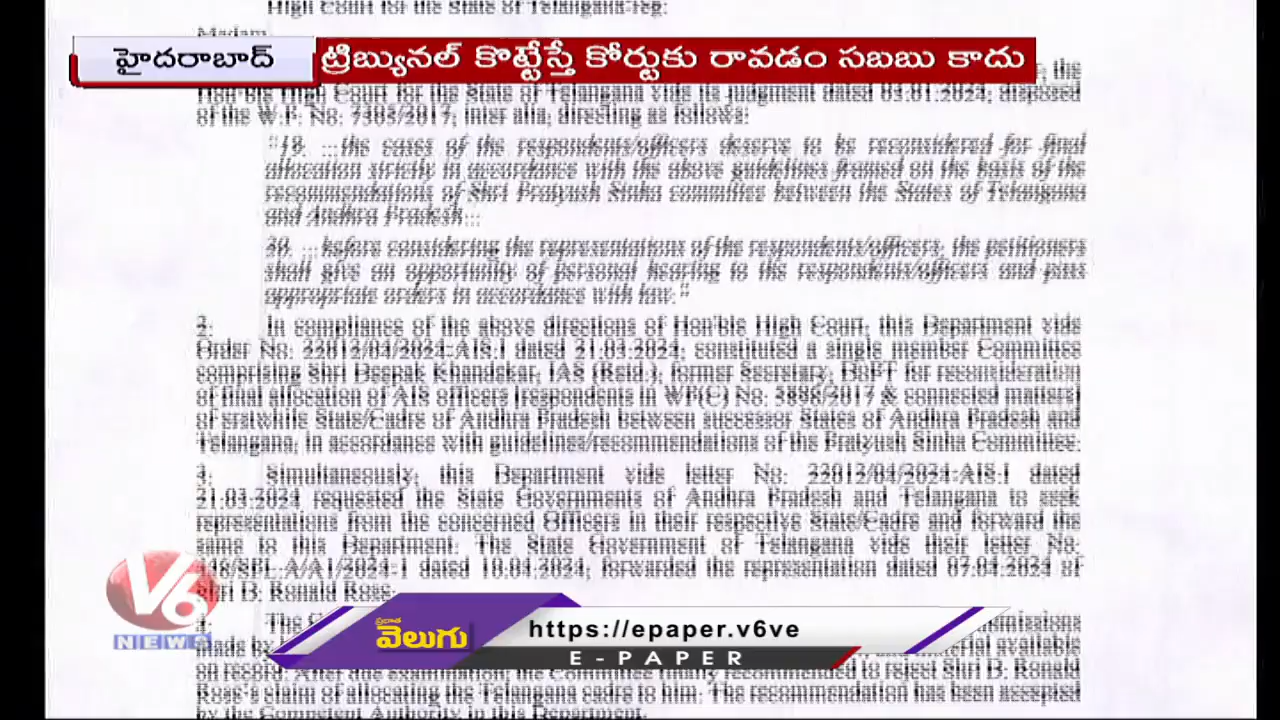 High Court for the State of Telangana-reg:
Madam,
హైదరాబాద్ ట్రిబ్యునల్ కొట్టేస్తే కోర్టుకు రావడం సబబు కాదు
the
Hon'ble High Court for the State of Telangana vide its judgment dated 03.01.2024, disposed
of the W.P. No. 7303/2017, inter alia, directing as follows:
"18. ...the cases of the respondents/officers deserve to be reconsidered for final
allocation strictly in accordance with the above guidelines framed on the basis of the
recommendations of Shri Pratyush Sinha committee between the States of Telangana
and Andhra Pradesh...
20. ...before considering the representations of the respondents/officers, the petitioners
shall give an opportunity of personal hearing to the respondents/officers and pass
appropriate orders in accordance with law."
2. In compliance of the above directions of Hon'ble High Court, this Department vide
Order No. 22012/04/2024-AIS.I dated 21.03.2024, constituted a single member Committee
comprising Shri Deepak Khandekar, IAS (Retd.), former Secretary, DoPT for reconsideration
of final allocation of AIS officers [respondents in WP(C) No. 3898/2017 & connected matters]
of erstwhile State/Cadre of Andhra Pradesh between successor States of Andhra Pradesh and
Telangana, in accordance with guidelines/recommendations of the Pratyush Sinha Committee.
3. Simultaneously, this Department vide letter No. 22012/04/2024-AIS.I dated
21.03.2024 requested the State Governments of Andhra Pradesh and Telangana to seek
representations from the concerned Officers in their respective State/Cadre and forward the
same to this Department. The State Government of Telangana vide their letter No.
/SPL.A/A1/2024-1 dated 10.04.2024, forwarded the representation dated 07.04.2024 of
Shri D. Ronald Rose.
4. The
made by material available
on record. After due examination, the Committee finally recommended to reject Shri D. Ronald
Rose's claim of allocating the Telangana cadre to him. The recommendation has been accepted
by the Competent Authority in this Department.
V6
NEWS
ప్రభాత
వెలుగు
https://epaper.v6ve
E-PAPER